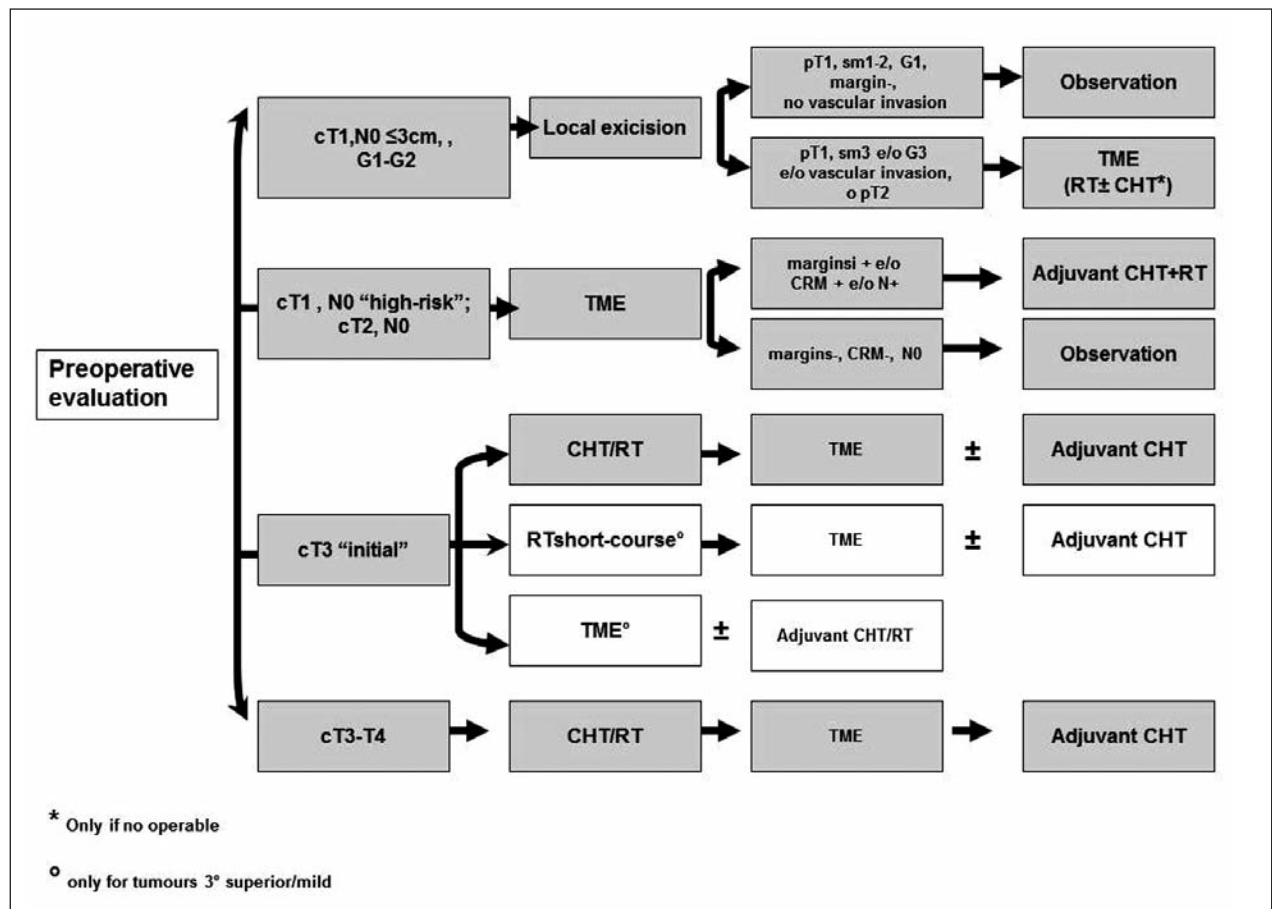 Preoperative
evaluation
cT1,N0 ≤3cm, ,
G1-G2
Local exicision
pT1, sm1-2, G1,
margin-,
no vascular invasion
Observation
pT1, sm3 e/o G3
e/o vascular invasion,
o pT2
TME
(RT± CHT*)
cT1 , N0 “high-risk”;
cT2, N0
TME
marginsi + e/o
CRM + e/o N+
Adjuvant CHT+RT
margins-, CRM-, N0
Observation
cT3 “initial”
CHT/RT
TME
±
Adjuvant CHT
RTshort-course°
TME
±
Adjuvant CHT
TME°
±
Adjuvant CHT/RT
cT3-T4
CHT/RT
TME
Adjuvant CHT
* Only if no operable
° only for tumours 3° superior/mild